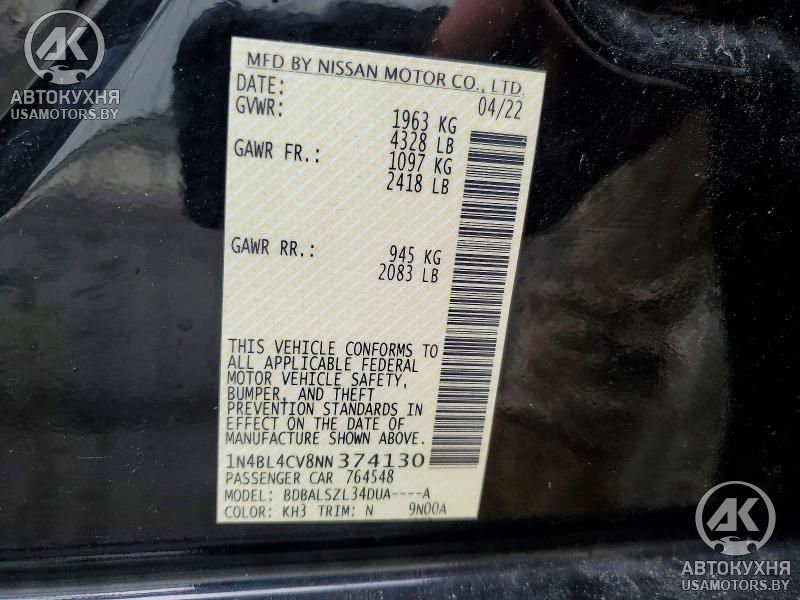 AK
АВТОКУХНЯ
USAMOTORS.BY
MFD BY NISSAN MOTOR CO., LTD.
DATE: 04/22
GVWR: 1963 KG
4328 LB
GAWR FR.: 1097 KG
2418 LB
GAWR RR.: 945 KG
2083 LB
THIS VEHICLE CONFORMS TO
ALL APPLICABLE FEDERAL
MOTOR VEHICLE SAFETY,
BUMPER, AND THEFT
PREVENTION STANDARDS IN
EFFECT ON THE DATE OF
MANUFACTURE SHOWN ABOVE.
1N4BL4CV8NN374130
PASSENGER CAR 764548
MODEL: BDBALSZL34DUA----A
COLOR: KH3 TRIM: N 9N00A
AK
АВТОКУХНЯ
USAMOTORS.BY